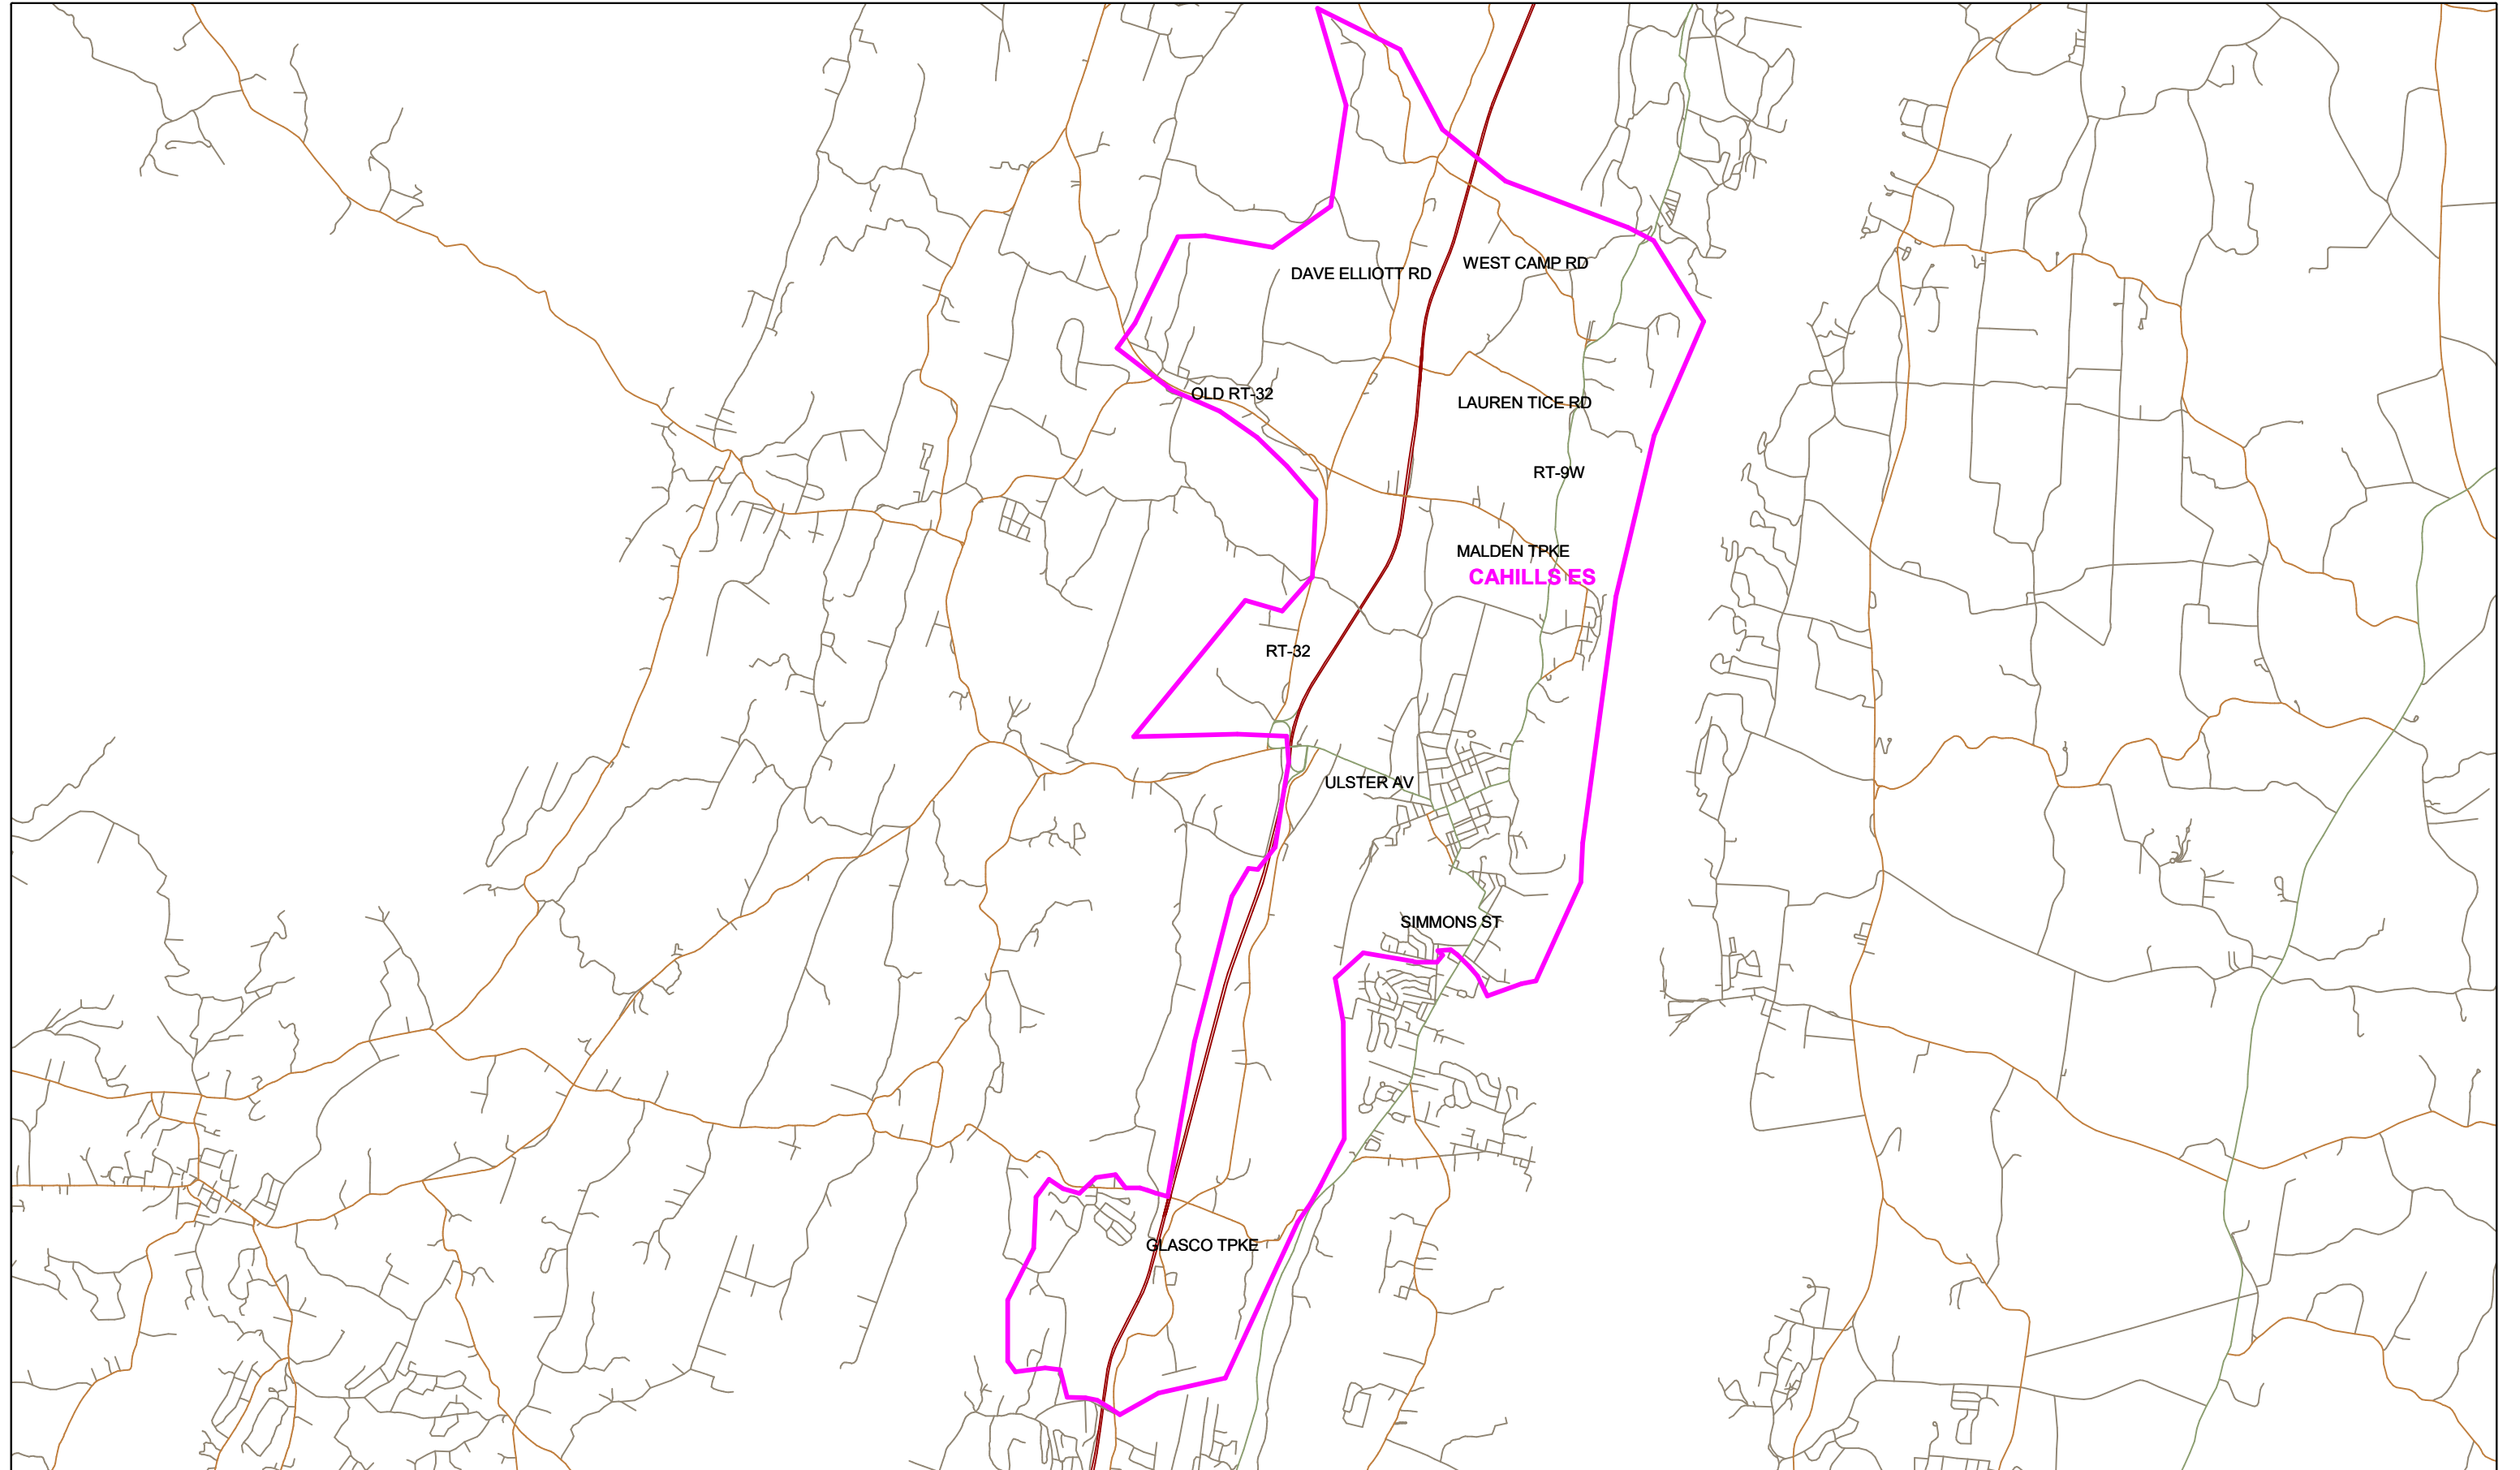 WEST CAMP RD
DAVE ELLIOTT RD
OLD RT-32
LAUREN TICE RD
RT-9W
MALDEN TPKE
CAHILLS ES
RT-32
ULSTER AV
SIMMONS ST
GLASCO TPKE